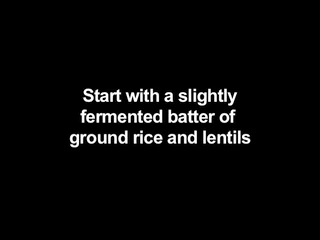 Start with a slightly
fermented batter of
ground rice and lentils